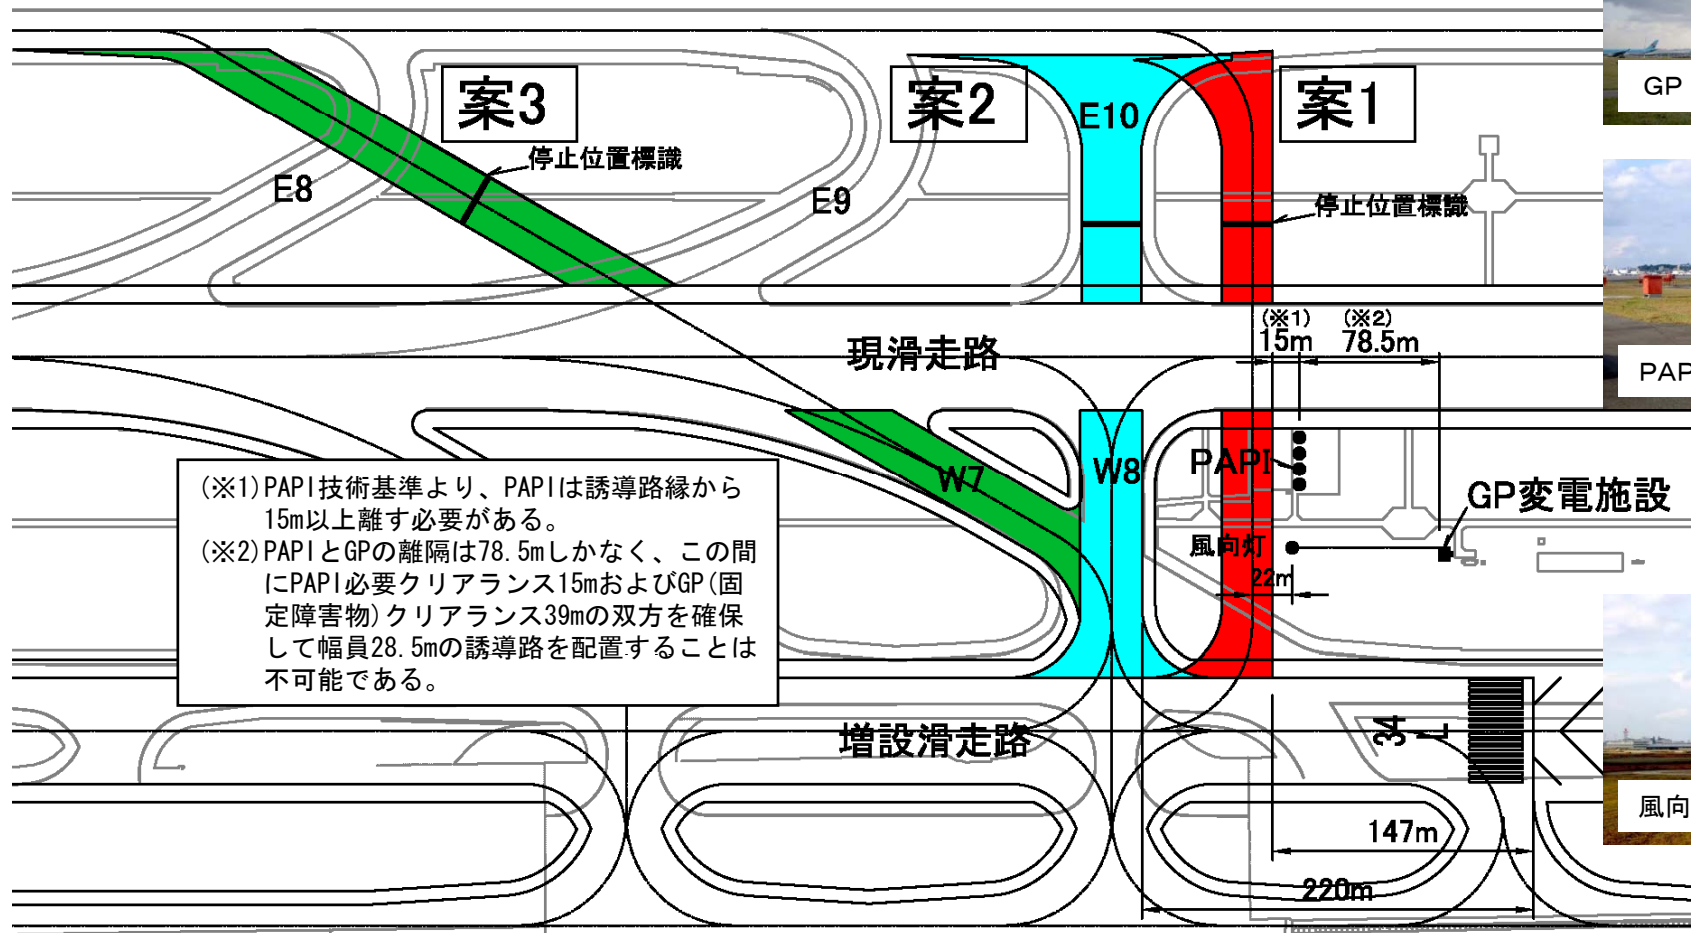 案3
案2
案1
E10
停止位置標識
E8
E9
停止位置標識
(※1)
15m
(※2)
78.5m
現滑走路
PAPI
W7
W8
GP変電施設
風向灯
22m
(※1)PAPI技術基準より、PAPIは誘導路縁から
15m以上離す必要がある。
(※2)PAPIとGPの離隔は78.5mしかなく、この間
にPAPI必要クリアランス15mおよびGP(固
定障害物)クリアランス39mの双方を確保
して幅員28.5mの誘導路を配置することは
不可能である。
増設滑走路
34
L
147m
220m
GP
PAP
風向